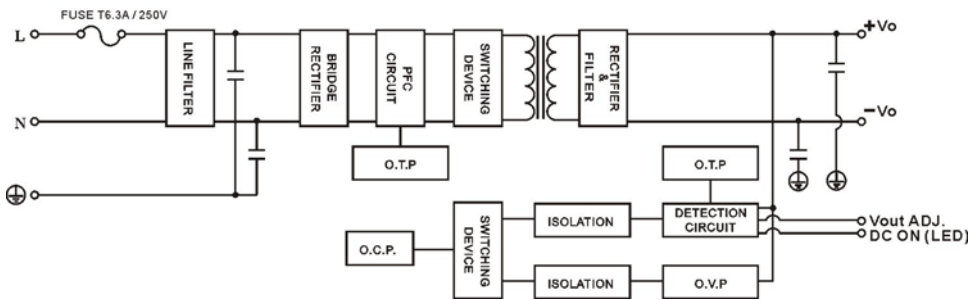 FUSE T6.3A / 250V
L
N
LINE FILTER
BRIDGE
RECTIFIER
PFC
CIRCUIT
SWITCHING
DEVICE
RECTIFIER
&
FILTER
+Vo
−Vo
O.T.P
O.T.P
O.C.P.
SWITCHING
DEVICE
ISOLATION
DETECTION
CIRCUIT
Vout ADJ.
DC ON (LED)
ISOLATION
O.V.P